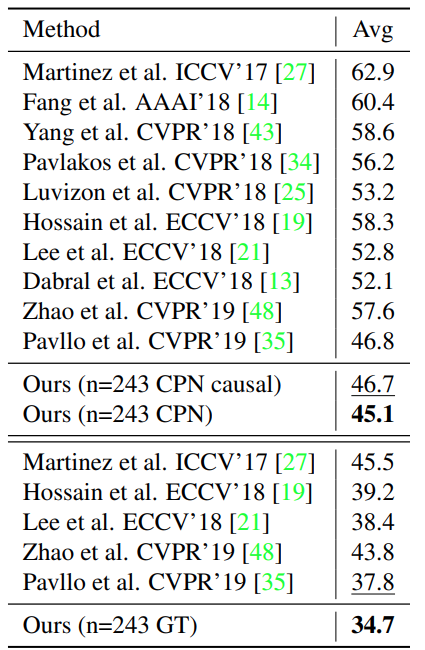 Method Avg
Martinez et al. ICCV'17 [27] 62.9
Fang et al. AAAI'18 [14] 60.4
Yang et al. CVPR'18 [43] 58.6
Pavlakos et al. CVPR'18 [34] 56.2
Luvizon et al. CVPR'18 [25] 53.2
Hossain et al. ECCV'18 [19] 58.3
Lee et al. ECCV'18 [21] 52.8
Dabral et al. ECCV'18 [13] 52.1
Zhao et al. CVPR'19 [48] 57.6
Pavllo et al. CVPR'19 [35] 46.8
Ours (n=243 CPN causal) 46.7
Ours (n=243 CPN) 45.1
Martinez et al. ICCV'17 [27] 45.5
Hossain et al. ECCV'18 [19] 39.2
Lee et al. ECCV'18 [21] 38.4
Zhao et al. CVPR'19 [48] 43.8
Pavllo et al. CVPR'19 [35] 37.8
Ours (n=243 GT) 34.7